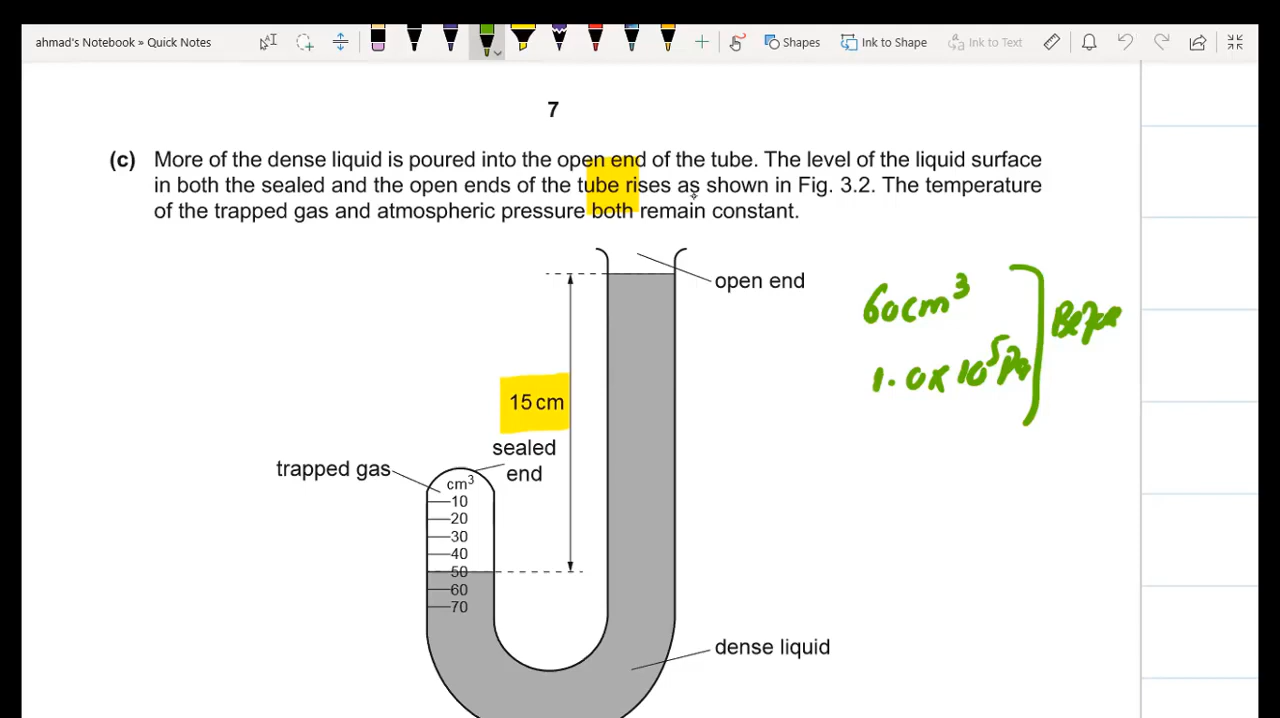 ahmad's Notebook » Quick Notes
Shapes
Ink to Shape
Ink to Text
7
(c) More of the dense liquid is poured into the open end of the tube. The level of the liquid surface
in both the sealed and the open ends of the tube rises as shown in Fig. 3.2. The temperature
of the trapped gas and atmospheric pressure both remain constant.
open end
60cm³
Before
1.0x10⁵Pa
15 cm
sealed
end
trapped gas
cm³
10
20
30
40
50
60
70
dense liquid